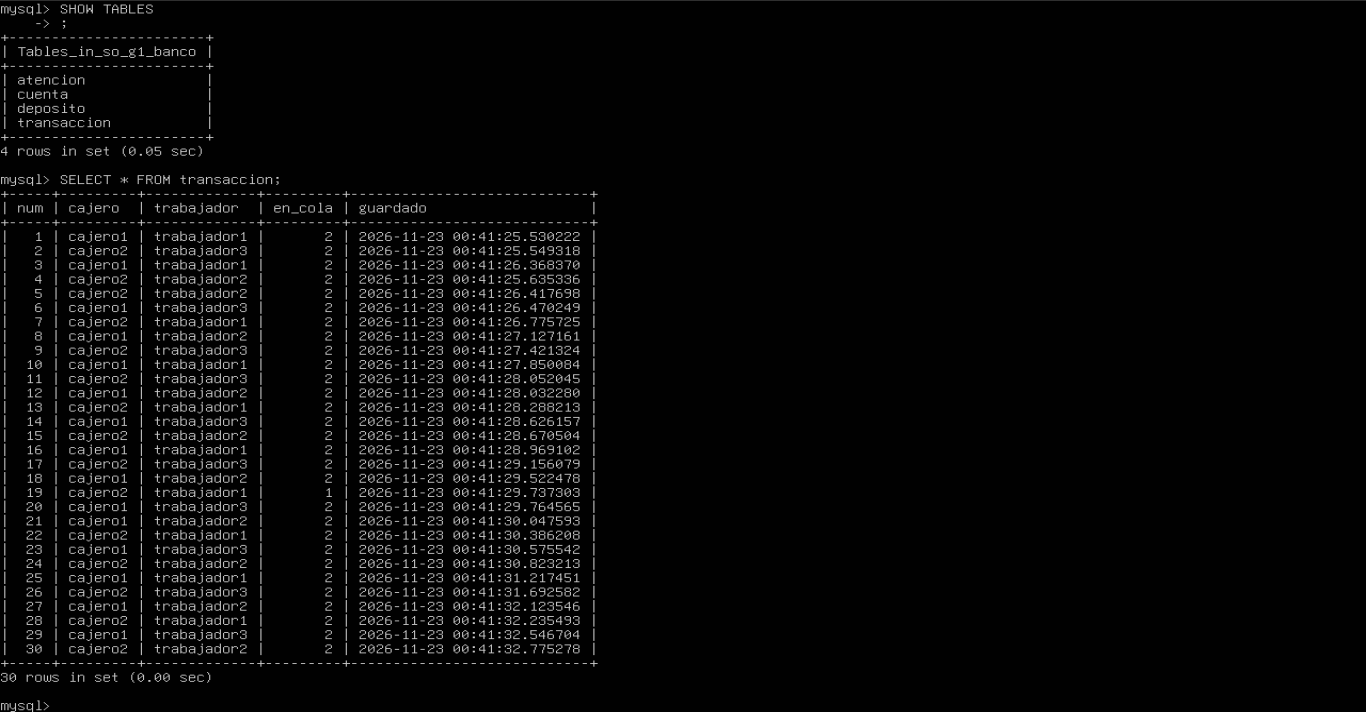 mysql> SHOW TABLES
    -> ;
+-----------------------+
| Tables_in_so_g1_banco |
+-----------------------+
| atencion              |
| cuenta                |
| deposito              |
| transaccion           |
+-----------------------+
4 rows in set (0.05 sec)

mysql> SELECT * FROM transaccion;
+-----+---------+-------------+---------+----------------------------+
| num | cajero  | trabajador  | en_cola | guardado                   |
+-----+---------+-------------+---------+----------------------------+
|   1 | cajero1 | trabajador1 |       2 | 2026-11-23 00:41:25.530222 |
|   2 | cajero2 | trabajador3 |       2 | 2026-11-23 00:41:25.549318 |
|   3 | cajero1 | trabajador1 |       2 | 2026-11-23 00:41:26.368370 |
|   4 | cajero2 | trabajador2 |       2 | 2026-11-23 00:41:25.635336 |
|   5 | cajero2 | trabajador2 |       2 | 2026-11-23 00:41:26.417698 |
|   6 | cajero1 | trabajador3 |       2 | 2026-11-23 00:41:26.470249 |
|   7 | cajero2 | trabajador1 |       2 | 2026-11-23 00:41:26.775725 |
|   8 | cajero1 | trabajador2 |       2 | 2026-11-23 00:41:27.127161 |
|   9 | cajero2 | trabajador3 |       2 | 2026-11-23 00:41:27.421324 |
|  10 | cajero1 | trabajador1 |       2 | 2026-11-23 00:41:27.850084 |
|  11 | cajero2 | trabajador3 |       2 | 2026-11-23 00:41:28.052045 |
|  12 | cajero1 | trabajador2 |       2 | 2026-11-23 00:41:28.032280 |
|  13 | cajero2 | trabajador1 |       2 | 2026-11-23 00:41:28.288213 |
|  14 | cajero1 | trabajador3 |       2 | 2026-11-23 00:41:28.626157 |
|  15 | cajero2 | trabajador2 |       2 | 2026-11-23 00:41:28.670504 |
|  16 | cajero1 | trabajador1 |       2 | 2026-11-23 00:41:28.969102 |
|  17 | cajero2 | trabajador3 |       2 | 2026-11-23 00:41:29.156079 |
|  18 | cajero1 | trabajador2 |       2 | 2026-11-23 00:41:29.522478 |
|  19 | cajero2 | trabajador1 |       1 | 2026-11-23 00:41:29.737303 |
|  20 | cajero1 | trabajador3 |       2 | 2026-11-23 00:41:29.764565 |
|  21 | cajero1 | trabajador2 |       2 | 2026-11-23 00:41:30.047593 |
|  22 | cajero2 | trabajador1 |       2 | 2026-11-23 00:41:30.386208 |
|  23 | cajero1 | trabajador3 |       2 | 2026-11-23 00:41:30.575542 |
|  24 | cajero2 | trabajador2 |       2 | 2026-11-23 00:41:30.823213 |
|  25 | cajero1 | trabajador1 |       2 | 2026-11-23 00:41:31.217451 |
|  26 | cajero2 | trabajador3 |       2 | 2026-11-23 00:41:31.692582 |
|  27 | cajero1 | trabajador2 |       2 | 2026-11-23 00:41:32.123546 |
|  28 | cajero2 | trabajador1 |       2 | 2026-11-23 00:41:32.235493 |
|  29 | cajero1 | trabajador3 |       2 | 2026-11-23 00:41:32.546704 |
|  30 | cajero2 | trabajador2 |       2 | 2026-11-23 00:41:32.775278 |
+-----+---------+-------------+---------+----------------------------+
30 rows in set (0.00 sec)

mysql>